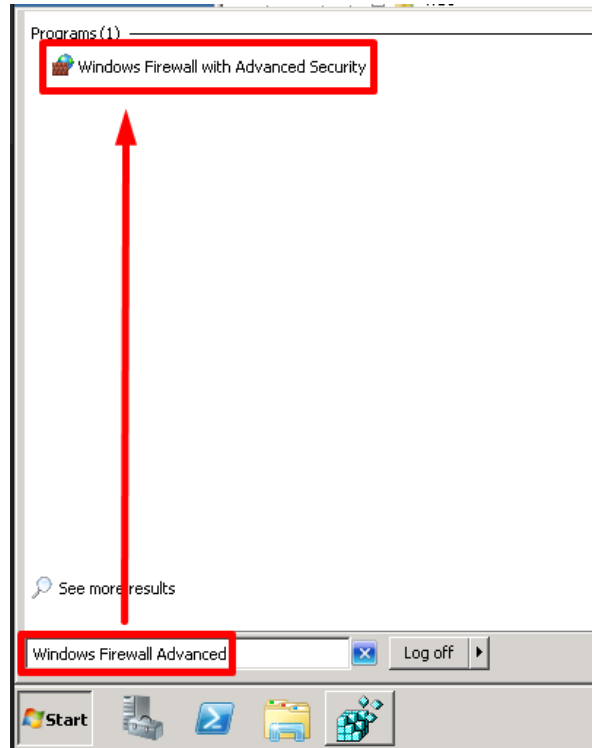 Programs (1)
Windows Firewall with Advanced Security
See more results
Windows Firewall Advanced
Log off
Start